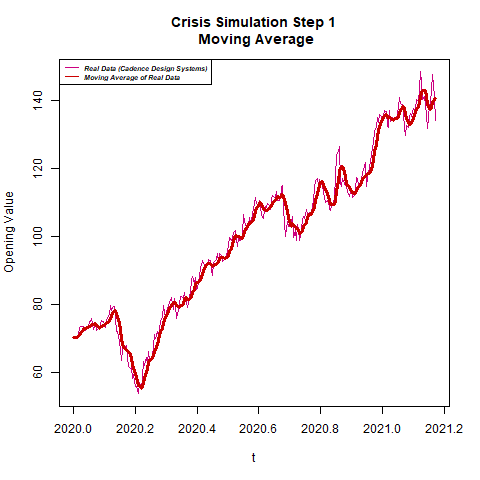 Crisis Simulation Step 1
Moving Average
Real Data (Cadence Design Systems)
Moving Average of Real Data
Opening Value
140
120
100
80
60
2020.0 2020.2 2020.4 2020.6 2020.8 2021.0 2021.2
t